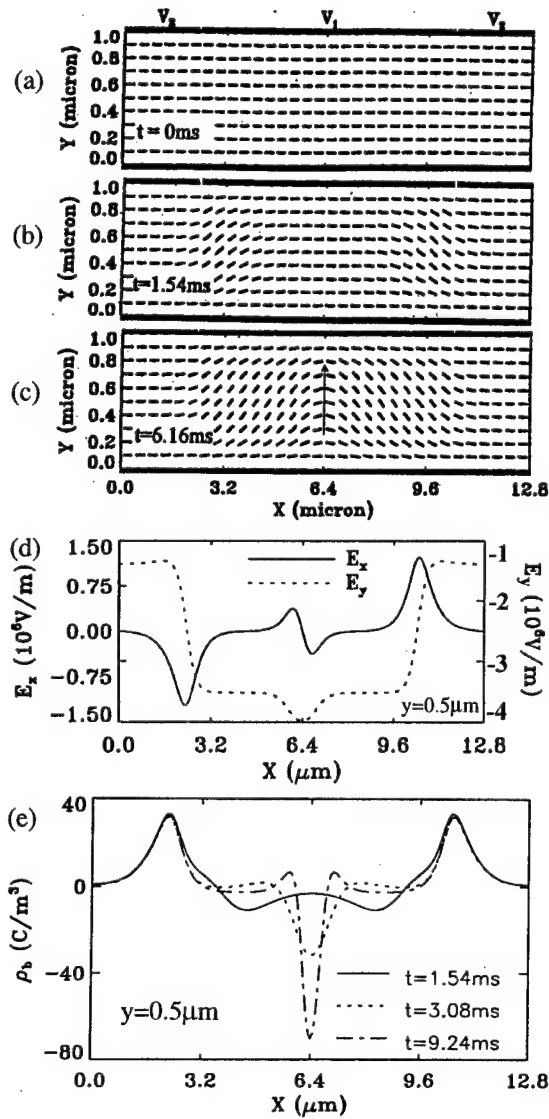 V₂ V₁ V₂
(a)
Y (micron)
1.0
0.8
0.6
0.4
0.2
0.0
t = 0ms
(b)
Y (micron)
1.0
0.8
0.6
0.4
0.2
0.0
t=1.54ms
(c)
Y (micron)
1.0
0.8
0.6
0.4
0.2
0.0
t=6.16ms
0.0 3.2 6.4 9.6 12.8
X (micron)
(d)
Eₓ (10⁶V/m)
1.50
0.75
0.00
-0.75
-1.50
Eₓ
Eᵧ
-1
-2
-3
-4
Eᵧ (10⁶V/m)
y=0.5μm
0.0 3.2 6.4 9.6 12.8
X (μm)
(e)
ρ_b (C/m³)
40
0
-40
-80
y=0.5μm
t=1.54ms
t=3.08ms
t=9.24ms
0.0 3.2 6.4 9.6 12.8
X (μm)